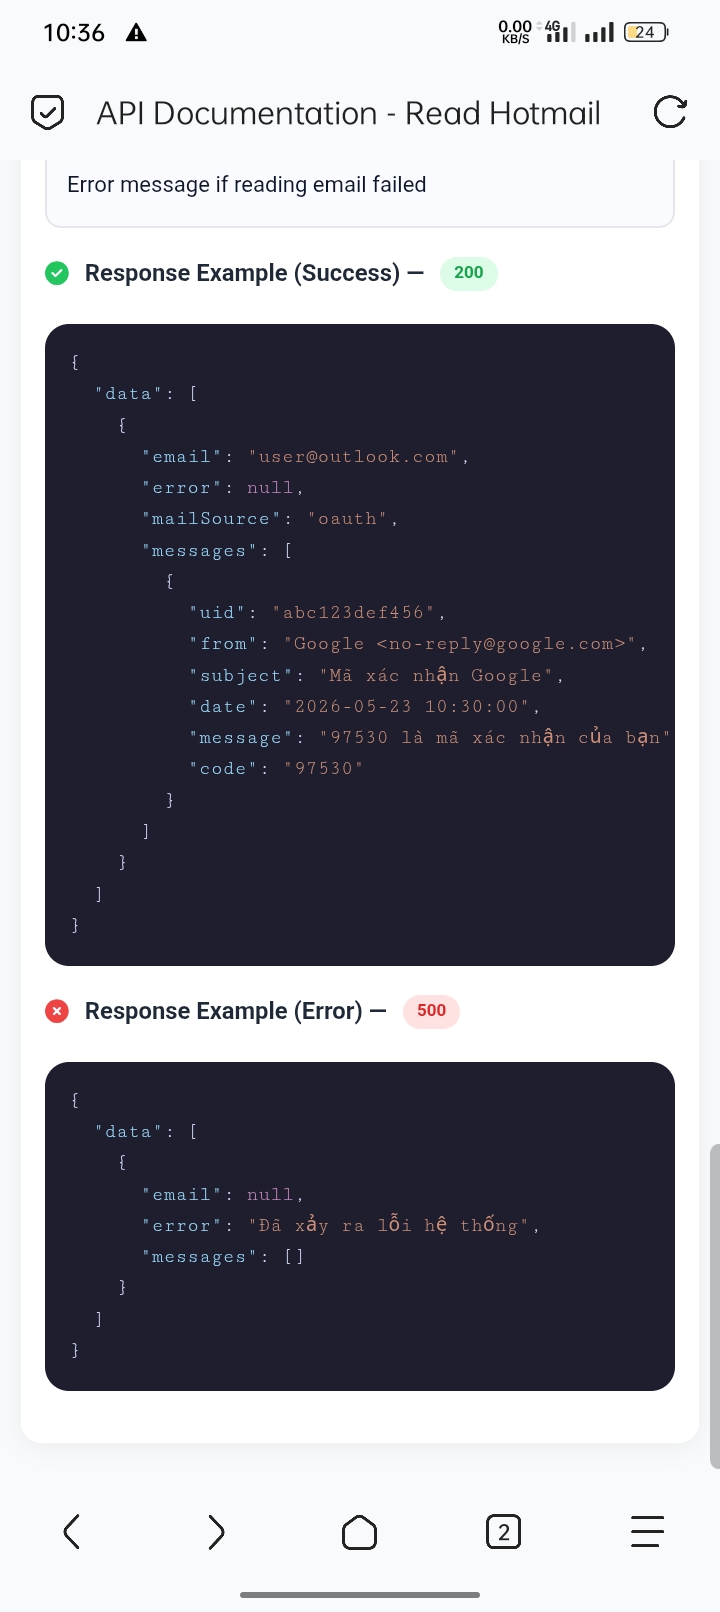 10:36
0.00 KB/S 4G 24
API Documentation - Read Hotmail
Error message if reading email failed
Response Example (Success) — 200
{
"data": [
{
"email": "user@outlook.com",
"error": null,
"mailSource": "oauth",
"messages": [
{
"uid": "abc123def456",
"from": "Google <no-reply@google.com>",
"subject": "Mã xác nhận Google",
"date": "2026-05-23 10:30:00",
"message": "97530 là mã xác nhận của bạn"
"code": "97530"
}
]
}
]
}
Response Example (Error) — 500
{
"data": [
{
"email": null,
"error": "Đã xảy ra lỗi hệ thống",
"messages": []
}
]
}
2